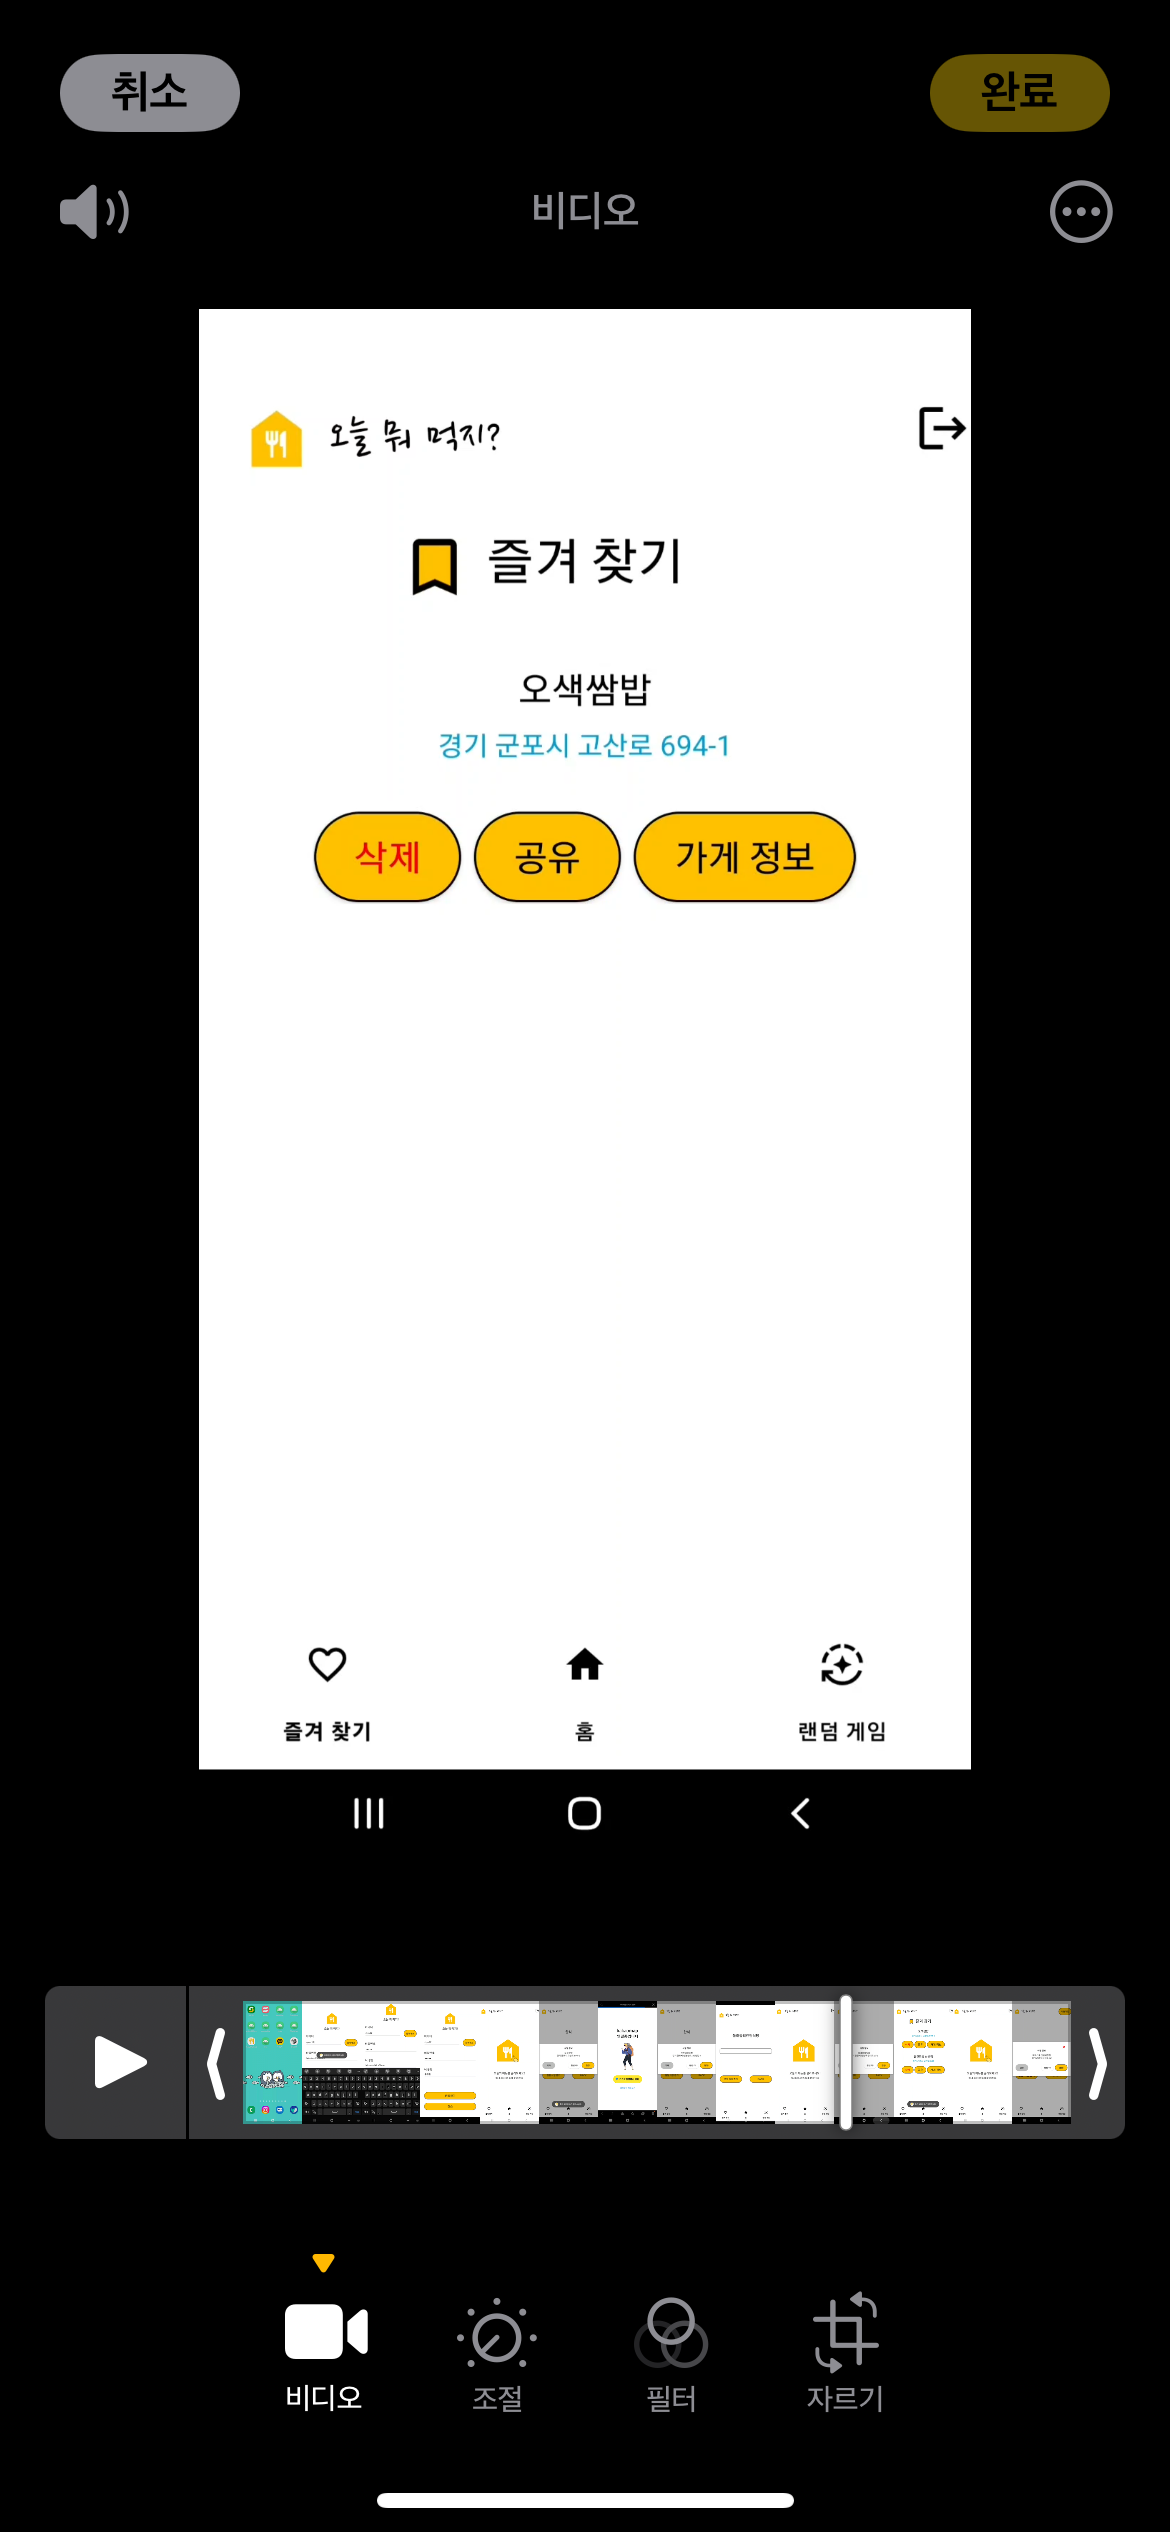 취소
완료
비디오
오늘 뭐 먹지?
즐겨 찾기
오색쌈밥
경기 군포시 고산로 694-1
삭제
공유
가게 정보
즐겨 찾기
홈
랜덤 게임
비디오
조절
필터
자르기